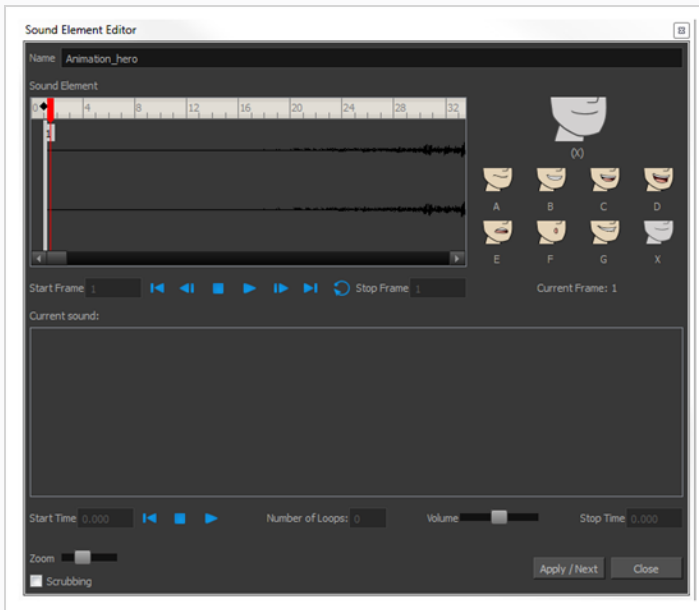 Sound Element Editor
Name Animation_hero
Sound Element
0 4 8 12 16 20 24 28 32
1
(X)
A B C D
E F G X
Start Frame 1 Stop Frame 1 Current Frame: 1
Current sound:
Start Time 0.000 Number of Loops: 0 Volume Stop Time 0.000
Zoom
Apply / Next Close
Scrubbing